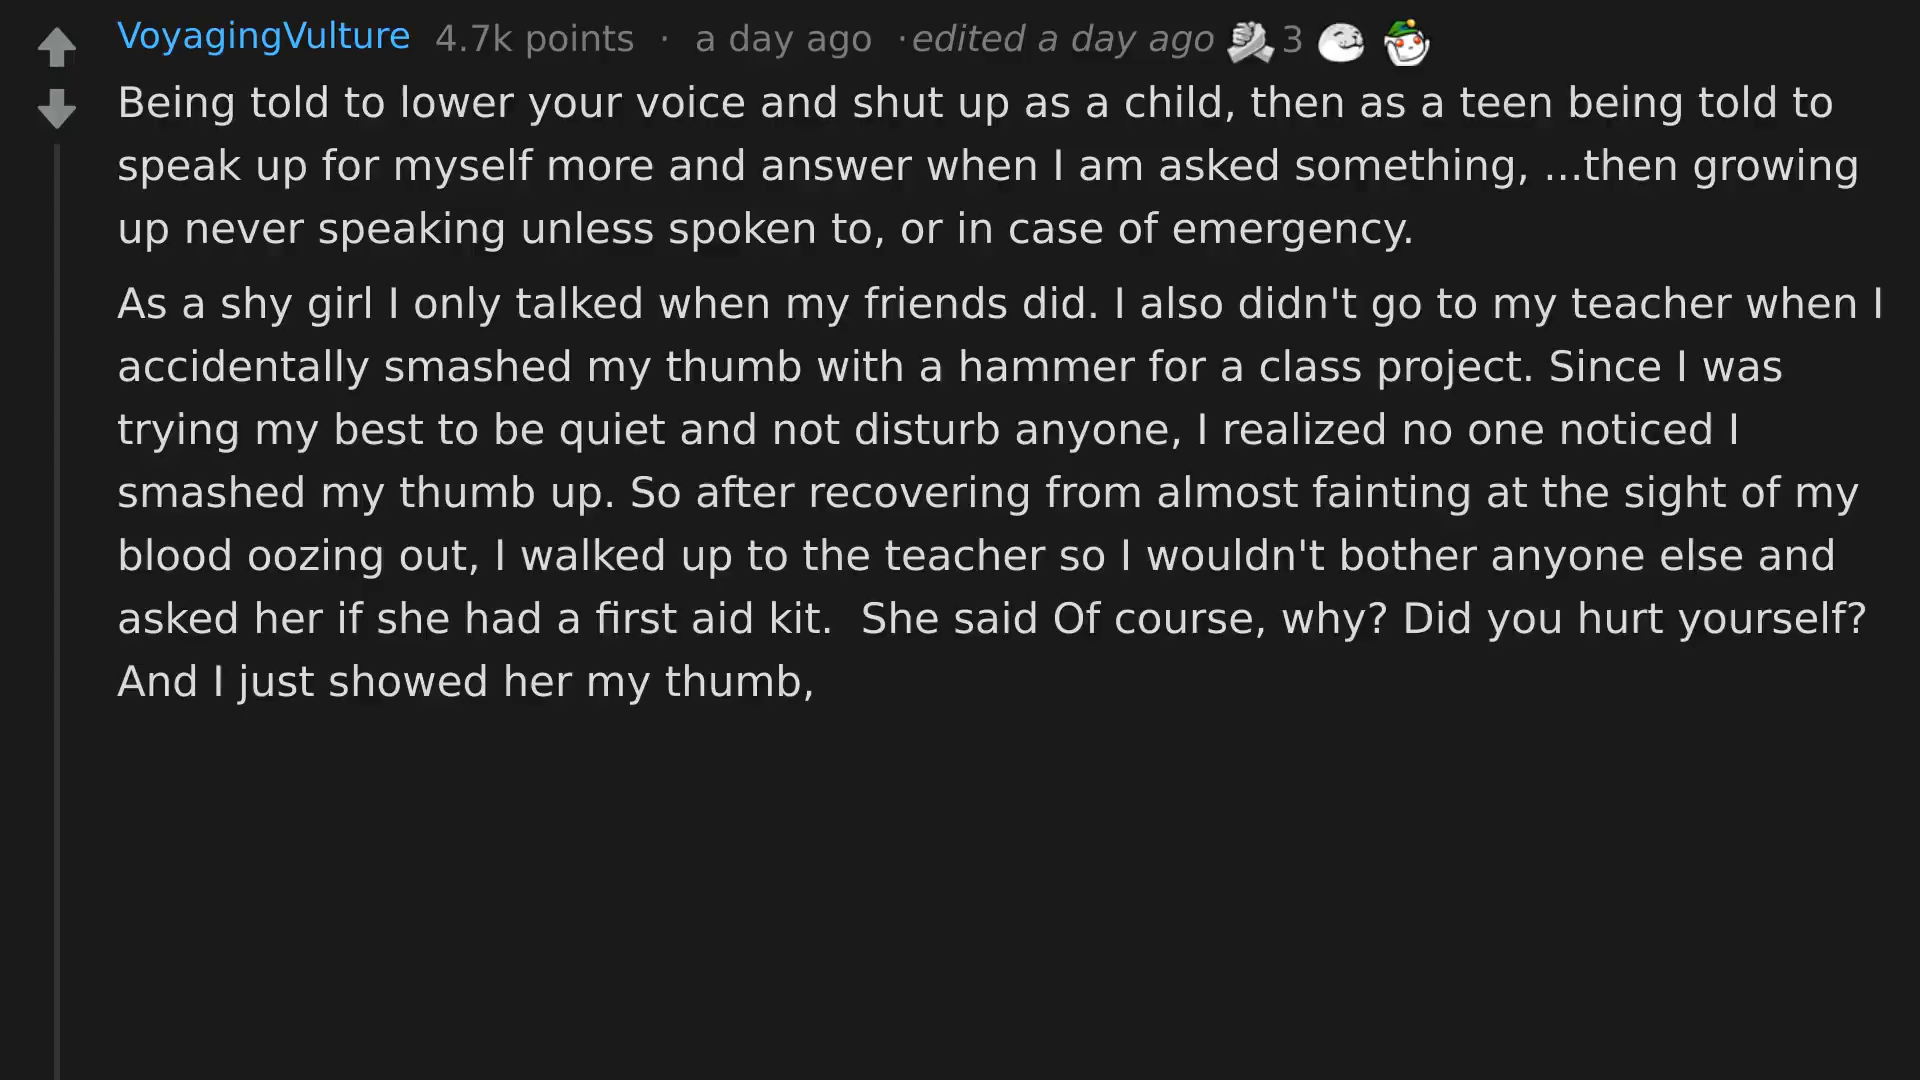 VoyagingVulture 4.7k points · a day ago ·edited a day ago 3
Being told to lower your voice and shut up as a child, then as a teen being told to
speak up for myself more and answer when I am asked something, ...then growing
up never speaking unless spoken to, or in case of emergency.
As a shy girl I only talked when my friends did. I also didn't go to my teacher when I
accidentally smashed my thumb with a hammer for a class project. Since I was
trying my best to be quiet and not disturb anyone, I realized no one noticed I
smashed my thumb up. So after recovering from almost fainting at the sight of my
blood oozing out, I walked up to the teacher so I wouldn't bother anyone else and
asked her if she had a first aid kit.  She said Of course, why? Did you hurt yourself?
And I just showed her my thumb,